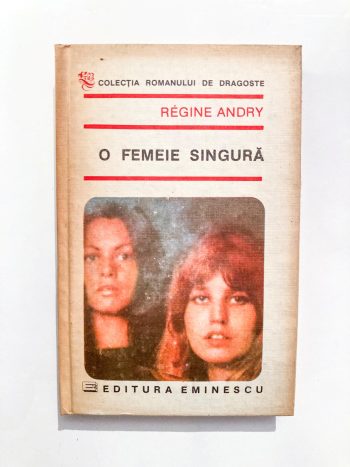 COLECȚIA ROMANULUI DE DRAGOSTE
RÉGINE ANDRY
O FEMEIE SINGURĂ
EDITURA EMINESCU